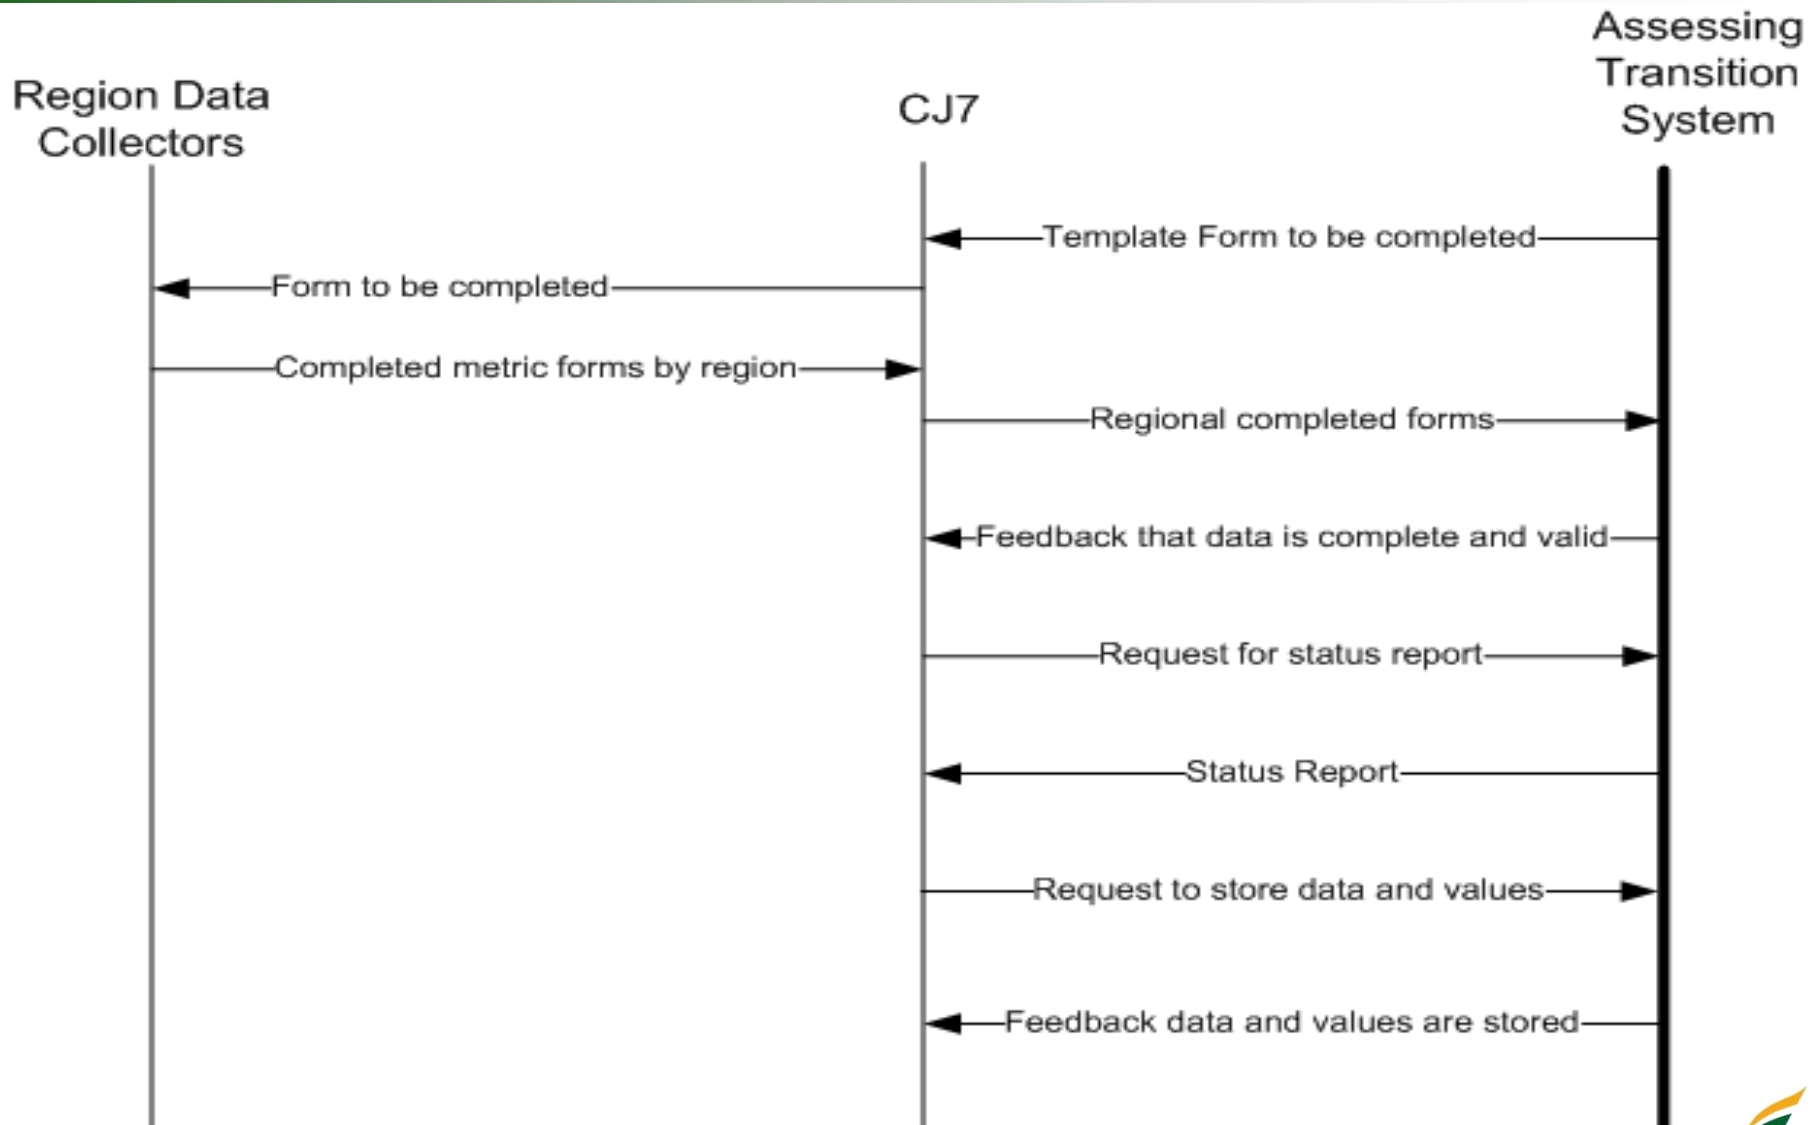 Region Data
Collectors
CJ7
Assessing
Transition
System
Template Form to be completed
Form to be completed
Completed metric forms by region
Regional completed forms
Feedback that data is complete and valid
Request for status report
Status Report
Request to store data and values
Feedback data and values are stored